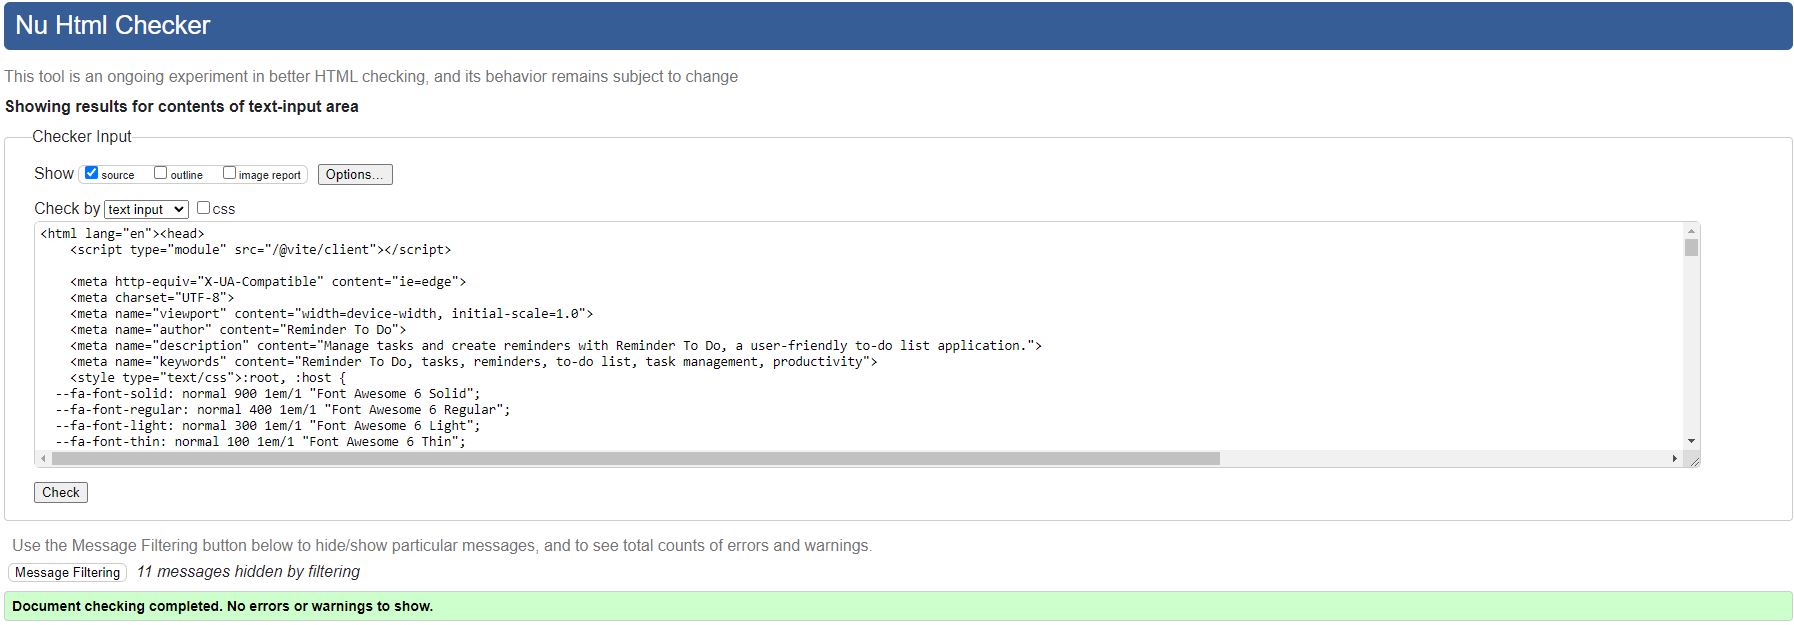 Nu Html Checker
This tool is an ongoing experiment in better HTML checking, and its behavior remains subject to change
Showing results for contents of text-input area
Checker Input
Show source outline image report Options...
Check by text input css
<html lang="en"><head>
<script type="module" src="/@vite/client"></script>
<meta http-equiv="X-UA-Compatible" content="ie=edge">
<meta charset="UTF-8">
<meta name="viewport" content="width=device-width, initial-scale=1.0">
<meta name="author" content="Reminder To Do">
<meta name="description" content="Manage tasks and create reminders with Reminder To Do, a user-friendly to-do list application.">
<meta name="keywords" content="Reminder To Do, tasks, reminders, to-do list, task management, productivity">
<style type="text/css">:root, :host {
--fa-font-solid: normal 900 1em/1 "Font Awesome 6 Solid";
--fa-font-regular: normal 400 1em/1 "Font Awesome 6 Regular";
--fa-font-light: normal 300 1em/1 "Font Awesome 6 Light";
--fa-font-thin: normal 100 1em/1 "Font Awesome 6 Thin";
Check
Use the Message Filtering button below to hide/show particular messages, and to see total counts of errors and warnings.
Message Filtering 11 messages hidden by filtering
Document checking completed. No errors or warnings to show.